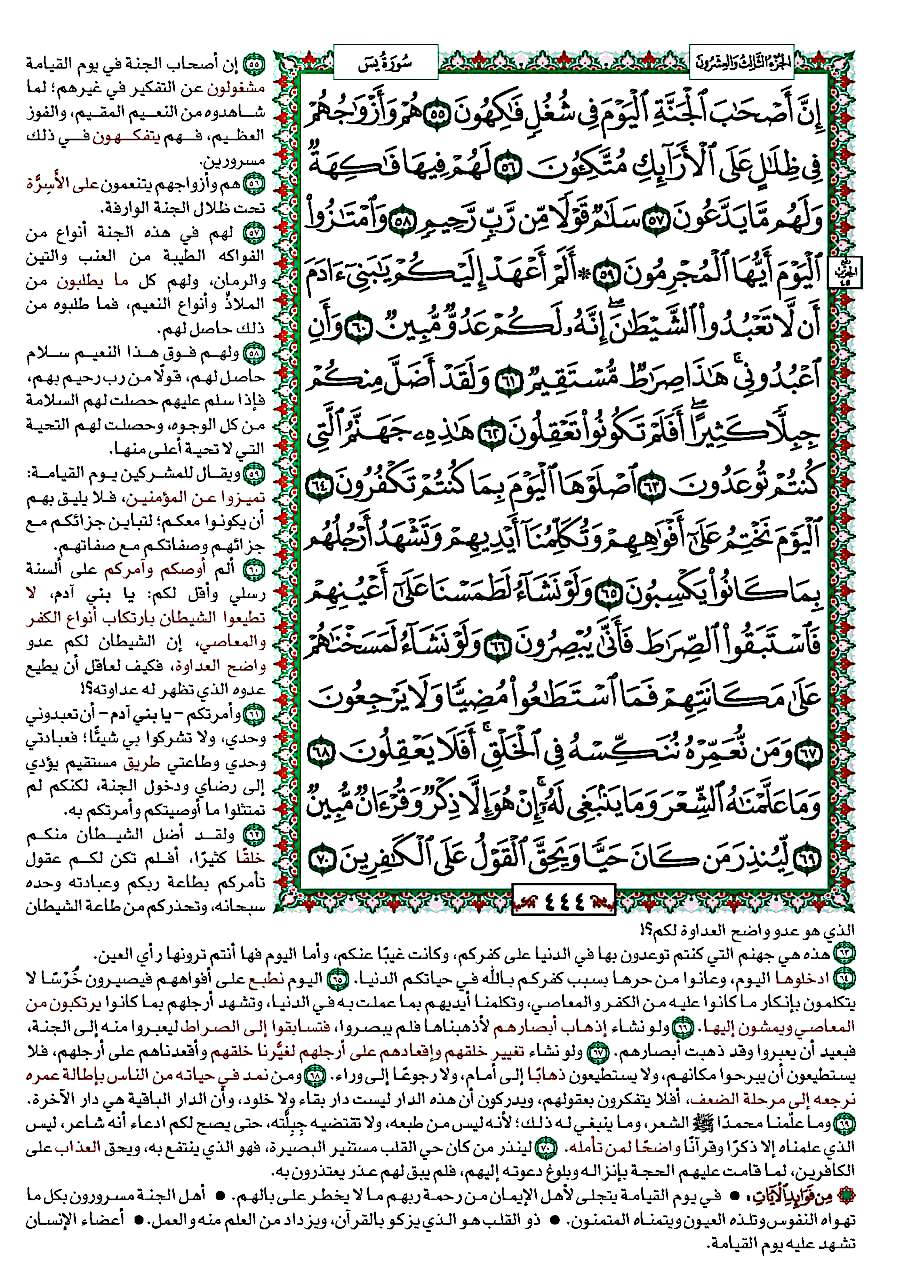 الجزء الثالث والعشرون
سورة يس
إِنَّ أَصْحَٰبَ ٱلْجَنَّةِ ٱلْيَوْمَ فِى شُغُلٍ فَٰكِهُونَ ٥٥ هُمْ وَأَزْوَٰجُهُمْ
فِى ظِلَٰلٍ عَلَى ٱلْأَرَآئِكِ مُتَّكِـُٔونَ ٥٦ لَهُمْ فِيهَا فَٰكِهَةٌ
وَلَهُم مَّا يَدَّعُونَ ٥٧ سَلَٰمٌ قَوْلًا مِّن رَّبٍّ رَّحِيمٍ ٥٨ وَٱمْتَٰزُوا۟
ٱلْيَوْمَ أَيُّهَا ٱلْمُجْرِمُونَ ٥٩ * أَلَمْ أَعْهَدْ إِلَيْكُمْ يَٰبَنِىٓ ءَادَمَ
أَن لَّا تَعْبُدُوا۟ ٱلشَّيْطَٰنَ ۖ إِنَّهُۥ لَكُمْ عَدُوٌّ مُّبِينٌ ٦٠ وَأَنِ
ٱعْبُدُونِى ۚ هَٰذَا صِرَٰطٌ مُّسْتَقِيمٌ ٦١ وَلَقَدْ أَضَلَّ مِنكُمْ
جِبِلًّا كَثِيرًا ۖ أَفَلَمْ تَكُونُوا۟ تَعْقِلُونَ ٦٢ هَٰذِهِۦ جَهَنَّمُ ٱلَّتِى
كُنتُمْ تُوعَدُونَ ٦٣ ٱصْلَوْهَا ٱلْيَوْمَ بِمَا كُنتُمْ تَكْفُرُونَ ٦٤
ٱلْيَوْمَ نَخْتِمُ عَلَىٰٓ أَفْوَٰهِهِمْ وَتُكَلِّمُنَآ أَيْدِيهِمْ وَتَشْهَدُ أَرْجُلُهُم
بِمَا كَانُوا۟ يَكْسِبُونَ ٦٥ وَلَوْ نَشَآءُ لَطَمَسْنَا عَلَىٰٓ أَعْيُنِهِمْ
فَٱسْتَبَقُوا۟ ٱلصِّرَٰطَ فَأَنَّىٰ يُبْصِرُونَ ٦٦ وَلَوْ نَشَآءُ لَمَسَخْنَٰهُمْ
عَلَىٰ مَكَانَتِهِمْ فَمَا ٱسْتَطَٰعُوا۟ مُضِيًّا وَلَا يَرْجِعُونَ
٦٧ وَمَن نُّعَمِّرْهُ نُنَكِّسْهُ فِى ٱلْخَلْقِ ۖ أَفَلَا يَعْقِلُونَ ٦٨
وَمَا عَلَّمْنَٰهُ ٱلشِّعْرَ وَمَا يَنۢبَغِى لَهُۥٓ ۚ إِنْ هُوَ إِلَّا ذِكْرٌ وَقُرْءَانٌ مُّبِينٌ
٦٩ لِّيُنذِرَ مَن كَانَ حَيًّا وَيَحِقَّ ٱلْقَوْلُ عَلَى ٱلْكَٰفِرِينَ ٧٠
٤٤٤
٥٥ إن أصحاب الجنة في يوم القيامة
مشغولون عن التفكير في غيرهم؛ لما
شاهدوه من النعيم المقيم، والفوز
العظيم، فهم يتفكهون في ذلك
مسرورين.
٥٦ هم وأزواجهم يتنعمون على الأسِرَّة
تحت ظلال الجنة الوارفة.
٥٧ لهم في هذه الجنة أنواع من
الفواكه الطيبة من العنب والتين
والرمان، ولهم كل ما يطلبون من
الملاذّ وأنواع النعيم، فما طلبوه من
ذلك حاصل لهم.
٥٨ ولهم فوق هذا النعيم سلام
حاصل لهم، قولًا من رب رحيم بهم،
فإذا سلم عليهم حصلت لهم السلامة
من كل الوجوه، وحصلت لهم التحية
التي لا تحية أعلى منها.
٥٩ ويقال للمشركين يوم القيامة:
تميزوا عن المؤمنين، فلا يليق بهم
أن يكونوا معكم؛ لتباين جزائكم مع
جزائهم وصفاتكم مع صفاتهم.
٦٠ ألم أوصكم وآمركم على ألسنة
رسلي وأقل لكم: يا بني آدم، لا
تطيعوا الشيطان بارتكاب أنواع الكفر
والمعاصي، إن الشيطان لكم عدو
واضح العداوة، فكيف لعاقل أن يطيع
عدوه الذي تظهر له عداوته؟!
٦١ وأمرتكم - يا بني آدم - أن تعبدوني
وحدي، ولا تشركوا بي شيئًا؛ فعبادتي
وحدي وطاعتي طريق مستقيم يؤدي
إلى رضاي ودخول الجنة، لكنكم لم
تمتثلوا ما أوصيتكم وأمرتكم به.
٦٢ ولقد أضل الشيطان منكم
خلقًا كثيرًا، أفلم تكن لكم عقول
تأمركم بطاعة ربكم وعبادته وحده
سبحانه، وتحذركم من طاعة الشيطان
الذي هو عدو واضح العداوة لكم؟!
٦٣ هذه هي جهنم التي كنتم توعدون بها في الدنيا على كفركم، وكانت غيبًا عنكم، وأما اليوم فها أنتم ترونها رأي العين.
٦٤ ادخلوها اليوم، وعانوا من حرها بسبب كفركم بالله في حياتكم الدنيا. ٦٥ اليوم نطبع على أفواههم فيصيرون خُرْسًا لا
يتكلمون بإنكار ما كانوا عليه من الكفر والمعاصي، وتكلمنا أيديهم بما عملت به في الدنيا، وتشهد أرجلهم بما كانوا يرتكبون من
المعاصي ويمشون إليها. ٦٦ ولو نشاء إذهاب أبصارهم لأذهبناها فلم يبصروا، فتسابقوا إلى الصراط ليعبروا منه إلى الجنة،
فبعيد أن يعبروا وقد ذهبت أبصارهم. ٦٧ ولو نشاء تغيير خلقهم وإقعادهم على أرجلهم لغيَّرنا خلقهم وأقعدناهم على أرجلهم، فلا
يستطيعون أن يبرحوا مكانهم، ولا يستطيعون ذهابًا إلى أمام، ولا رجوعًا إلى وراء. ٦٨ ومن نمد في حياته من الناس بإطالة عمره
نرجعه إلى مرحلة الضعف، أفلا يتفكرون بعقولهم، ويدركون أن هذه الدار ليست دار بقاء ولا خلود، وأن الدار الباقية هي دار الآخرة.
٦٩ وما علّمنا محمدًا ﷺ الشعر، وما ينبغي له ذلك؛ لأنه ليس من طبعه، ولا تقتضيه جِبِلَّته، حتى يصح لكم ادعاء أنه شاعر، ليس
الذي علمناه إلا ذكرًا وقرآنًا واضحًا لمن تأمله. ٧٠ لينذر من كان حي القلب مستنير البصيرة، فهو الذي ينتفع به، ويحق العذاب على
الكافرين، لما قامت عليهم الحجة بإنزاله وبلوغ دعوته إليهم، فلم يبق لهم عذر يعتذرون به.
من فوائد الآيات: • في يوم القيامة يتجلى لأهل الإيمان من رحمة ربهم ما لا يخطر على بالهم. • أهل الجنة مسرورون بكل ما
تهواه النفوس وتلذه العيون ويتمناه المتمنون. • ذو القلب هو الذي يزكو بالقرآن، ويزداد من العلم منه والعمل. • أعضاء الإنسان
تشهد عليه يوم القيامة.